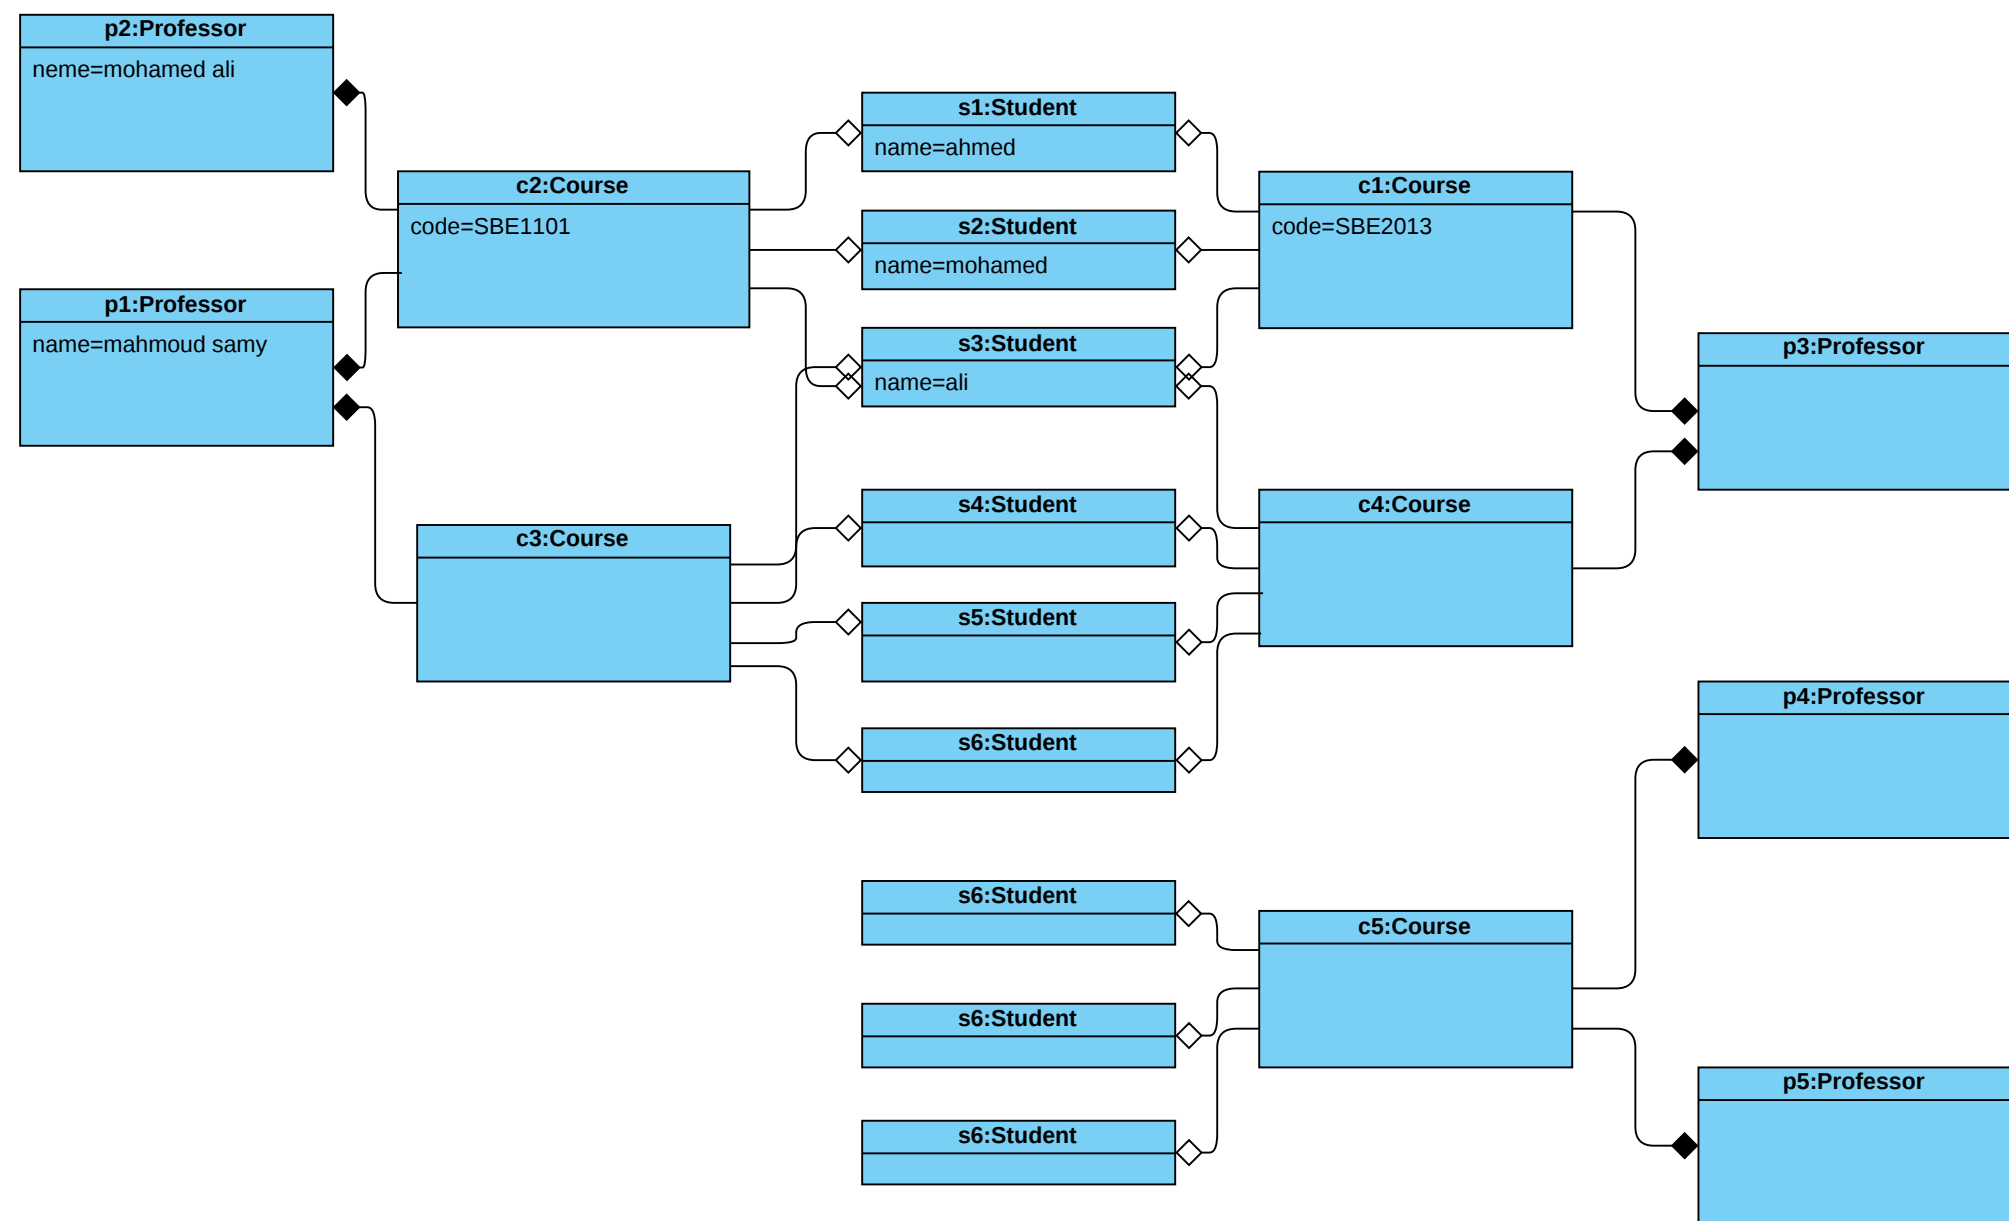 p2:Professor
neme=mohamed ali
s1:Student
name=ahmed
c2:Course
code=SBE1101
c1:Course
code=SBE2013
s2:Student
name=mohamed
p1:Professor
name=mahmoud samy
s3:Student
name=ali
p3:Professor
s4:Student
c4:Course
c3:Course
s5:Student
p4:Professor
s6:Student
s6:Student
c5:Course
s6:Student
p5:Professor
s6:Student